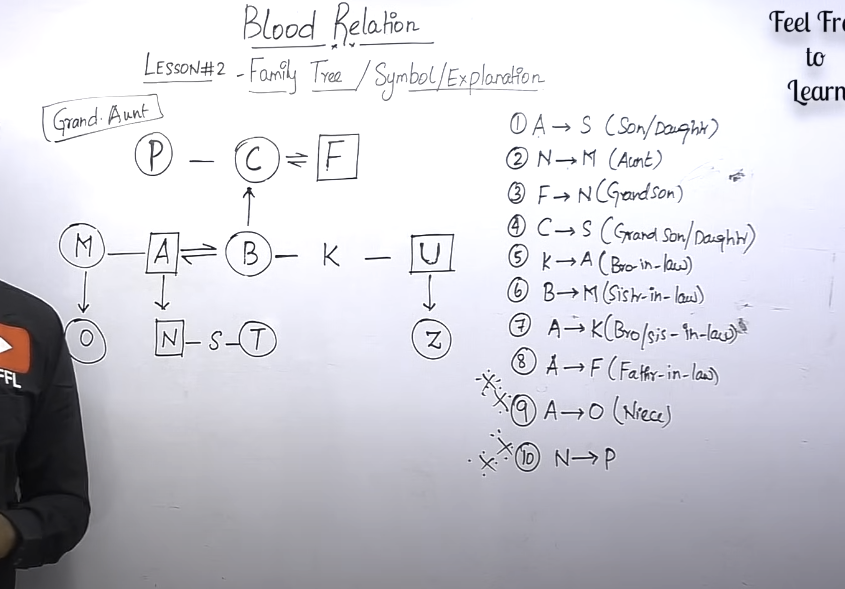 Blood Relation
LESSON#2 - Family Tree / Symbol/Explanation
Feel Fre
to
Learn
Grand. Aunt
P — C ⇌ F
M — A ⇌ B — K — U
O N — S — T Z
FFL
① A → S (Son/Daughtr)
② N → M (Aunt)
③ F → N (Grandson)
④ C → S (Grand Son/Daughtr)
⑤ K → A (Bro-in-law)
⑥ B → M (Sistr-in-law)
⑦ A → K (Bro/sis-in-law)
⑧ A → F (Fathr-in-law)
⑨ A → O (Niece)
⑩ N → P